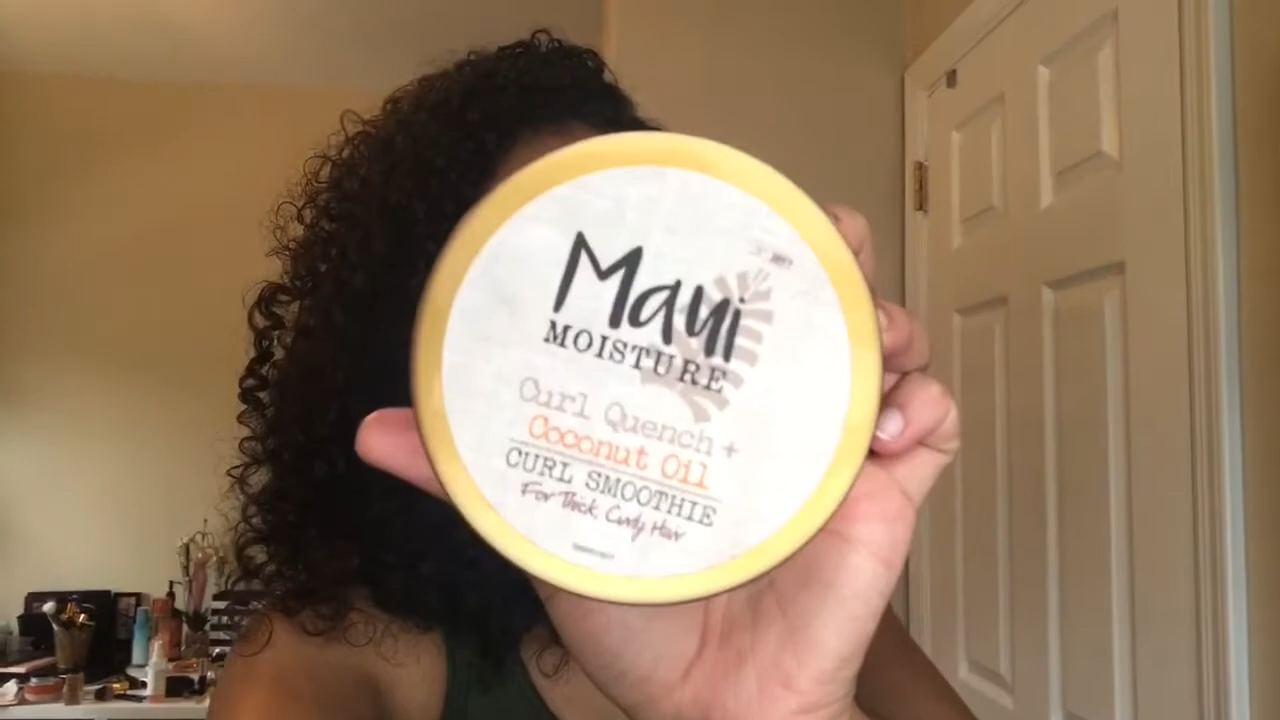 Maui
MOISTURE
Curl Quench +
Coconut Oil
CURL SMOOTHIE
For Thick, Curly Hair